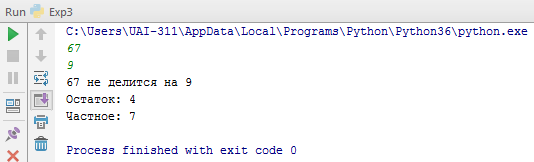 Run Exp3
C:\Users\UAI-311\AppData\Local\Programs\Python\Python36\python.exe
67
9
67 не делится на 9
Остаток: 4
Частное: 7
Process finished with exit code 0